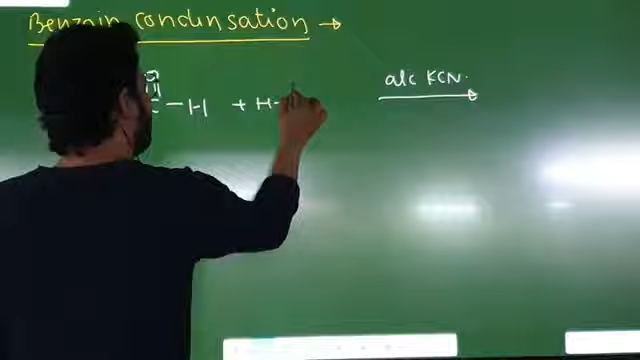 Benzoin condensation →
alc KCN.
O
C - H + H -